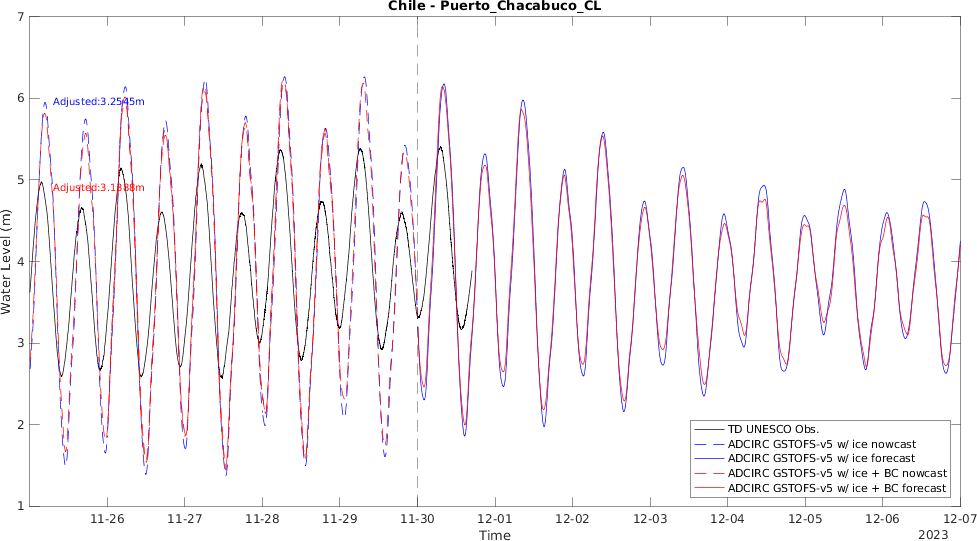 Chile - Puerto_Chacabuco_CL
7
6
5
4
3
2
1
Water Level (m)
Adjusted:3.2545m
Adjusted:3.1388m
TD UNESCO Obs.
ADCIRC GSTOFS-v5 w/ ice nowcast
ADCIRC GSTOFS-v5 w/ ice forecast
ADCIRC GSTOFS-v5 w/ ice + BC nowcast
ADCIRC GSTOFS-v5 w/ ice + BC forecast
11-26 11-27 11-28 11-29 11-30 12-01 12-02 12-03 12-04 12-05 12-06 12-07
Time
2023